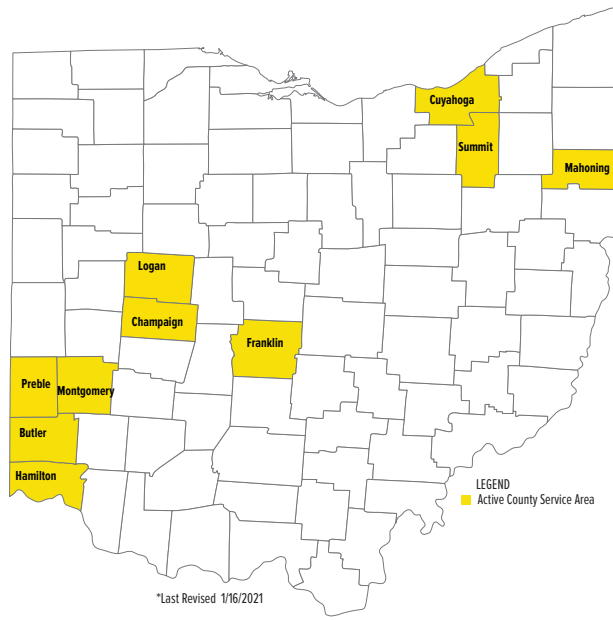 Cuyahoga
Summit
Mahoning
Logan
Champaign
Franklin
Preble
Montgomery
Butler
Hamilton
LEGEND
Active County Service Area
*Last Revised 1/16/2021